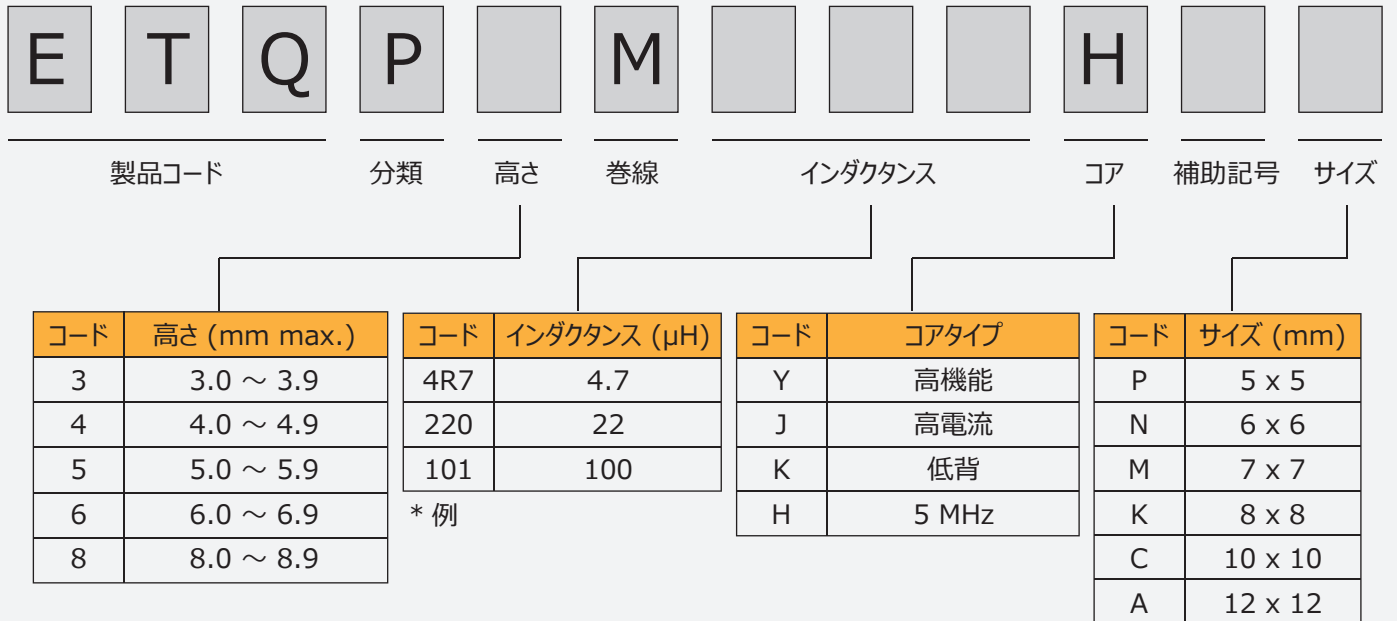 E T Q P M H
製品コード 分類 高さ 巻線 インダクタンス コア 補助記号 サイズ
コード 高さ (mm max.)
3 3.0 ～ 3.9
4 4.0 ～ 4.9
5 5.0 ～ 5.9
6 6.0 ～ 6.9
8 8.0 ～ 8.9
コード インダクタンス (μH)
4R7 4.7
220 22
101 100
* 例
コード コアタイプ
Y 高機能
J 高電流
K 低背
H 5 MHz
コード サイズ (mm)
P 5 x 5
N 6 x 6
M 7 x 7
K 8 x 8
C 10 x 10
A 12 x 12